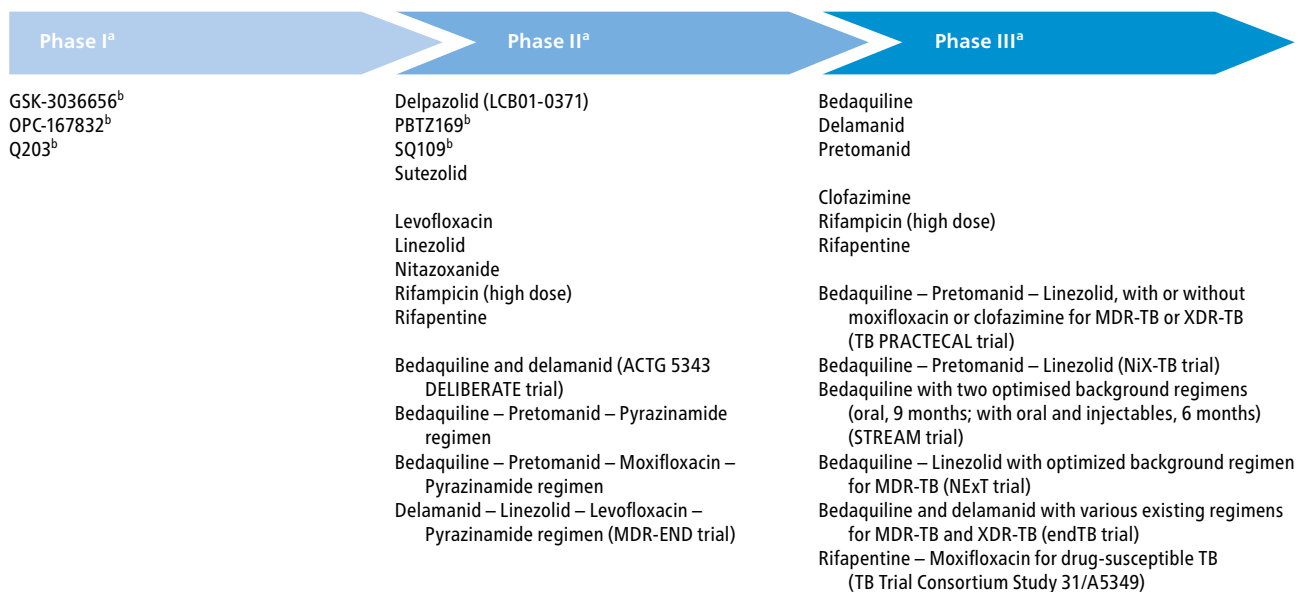 Phase Iᵃ
Phase IIᵃ
Phase IIIᵃ
GSK-3036656ᵇ
OPC-167832ᵇ
Q203ᵇ
Delpazolid (LCB01-0371)
PBTZ169ᵇ
SQ109ᵇ
Sutezolid
Levofloxacin
Linezolid
Nitazoxanide
Rifampicin (high dose)
Rifapentine
Bedaquiline and delamanid (ACTG 5343
DELIBERATE trial)
Bedaquiline – Pretomanid – Pyrazinamide
regimen
Bedaquiline – Pretomanid – Moxifloxacin –
Pyrazinamide regimen
Delamanid – Linezolid – Levofloxacin –
Pyrazinamide regimen (MDR-END trial)
Bedaquiline
Delamanid
Pretomanid
Clofazimine
Rifampicin (high dose)
Rifapentine
Bedaquiline – Pretomanid – Linezolid, with or without
moxifloxacin or clofazimine for MDR-TB or XDR-TB
(TB PRACTECAL trial)
Bedaquiline – Pretomanid – Linezolid (NiX-TB trial)
Bedaquiline with two optimised background regimens
(oral, 9 months; with oral and injectables, 6 months)
(STREAM trial)
Bedaquiline – Linezolid with optimized background regimen
for MDR-TB (NExT trial)
Bedaquiline and delamanid with various existing regimens
for MDR-TB and XDR-TB (endTB trial)
Rifapentine – Moxifloxacin for drug-susceptible TB
(TB Trial Consortium Study 31/A5349)